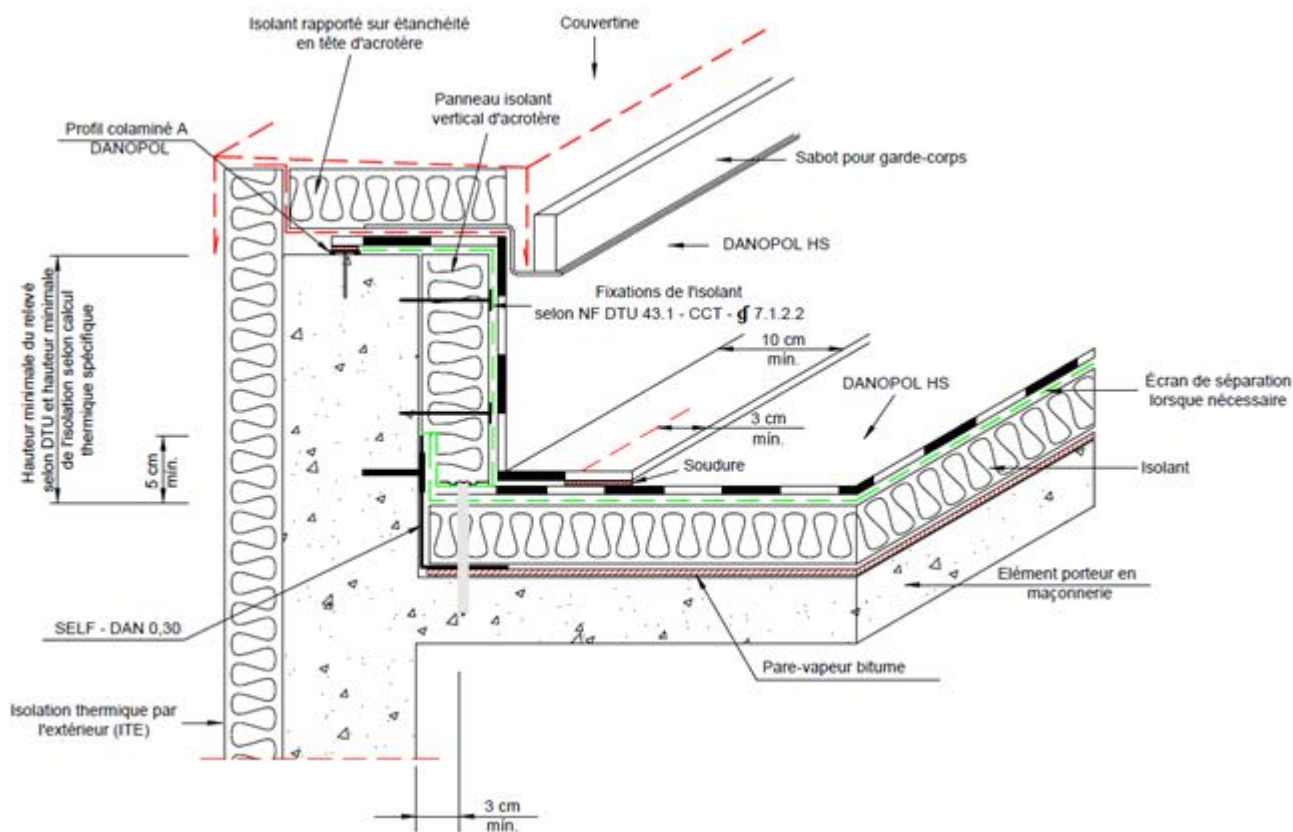 Isolant rapporté sur étanchéité
en tête d'acrotère
Couvertine
Panneau isolant
vertical d'acrotère
Profil colaminé A
DANOPOL
Sabot pour garde-corps
DANOPOL HS
Fixations de l'isolant
selon NF DTU 43.1 - CCT - § 7.1.2.2
Hauteur minimale du relevé
selon DTU et hauteur minimale
de l'isolation selon calcul
thermique spécifique
5 cm
mín.
10 cm
mín.
DANOPOL HS
3 cm
mín.
Écran de séparation
lorsque nécessaire
Soudure
Isolant
Elément porteur en
maçonnerie
SELF - DAN 0,30
Pare-vapeur bitume
Isolation thermique par
l'extérieur (ITE)
3 cm
mín.